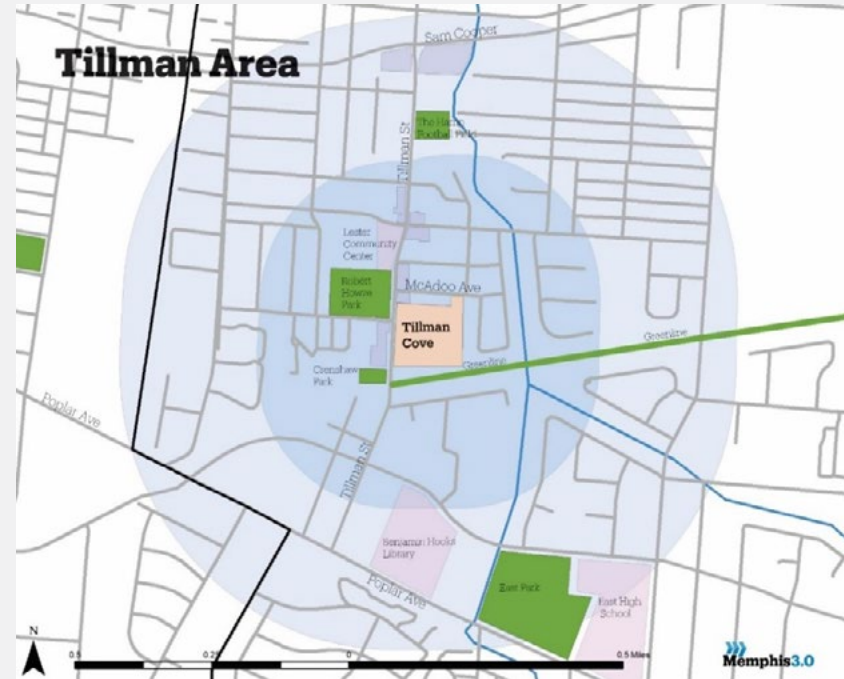 Tillman Area
Sam Cooper
The Hamp
Football Field
Tillman St
Lester
Community
Center
Robert
Howze
Park
McAdoo Ave
Tillman
Cove
Greenline
Greenline
Crenshaw
Park
Poplar Ave
Tillman St
Benjamin Hooks
Library
Poplar Ave
East Park
East High
School
N
0.5
0.25
0
0.5 Miles
Memphis3.0